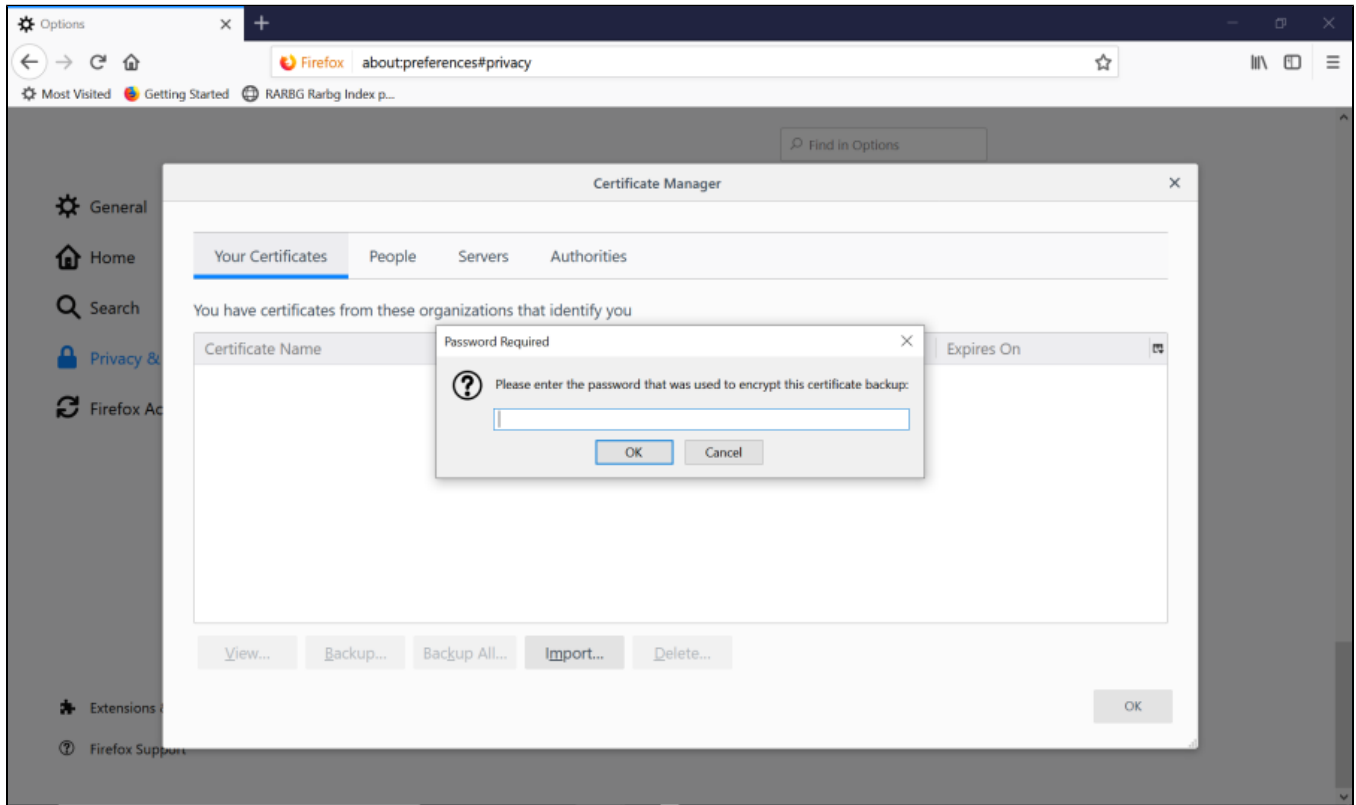 Options
Firefox about:preferences#privacy
Most Visited Getting Started RARBG Rarbg Index p...
Find in Options
Certificate Manager
General
Home
Search
Privacy &
Firefox Ac
Your Certificates People Servers Authorities
You have certificates from these organizations that identify you
Certificate Name Expires On
Password Required
Please enter the password that was used to encrypt this certificate backup:
OK Cancel
View... Backup... Backup All... Import... Delete...
OK
Extensions &
Firefox Support